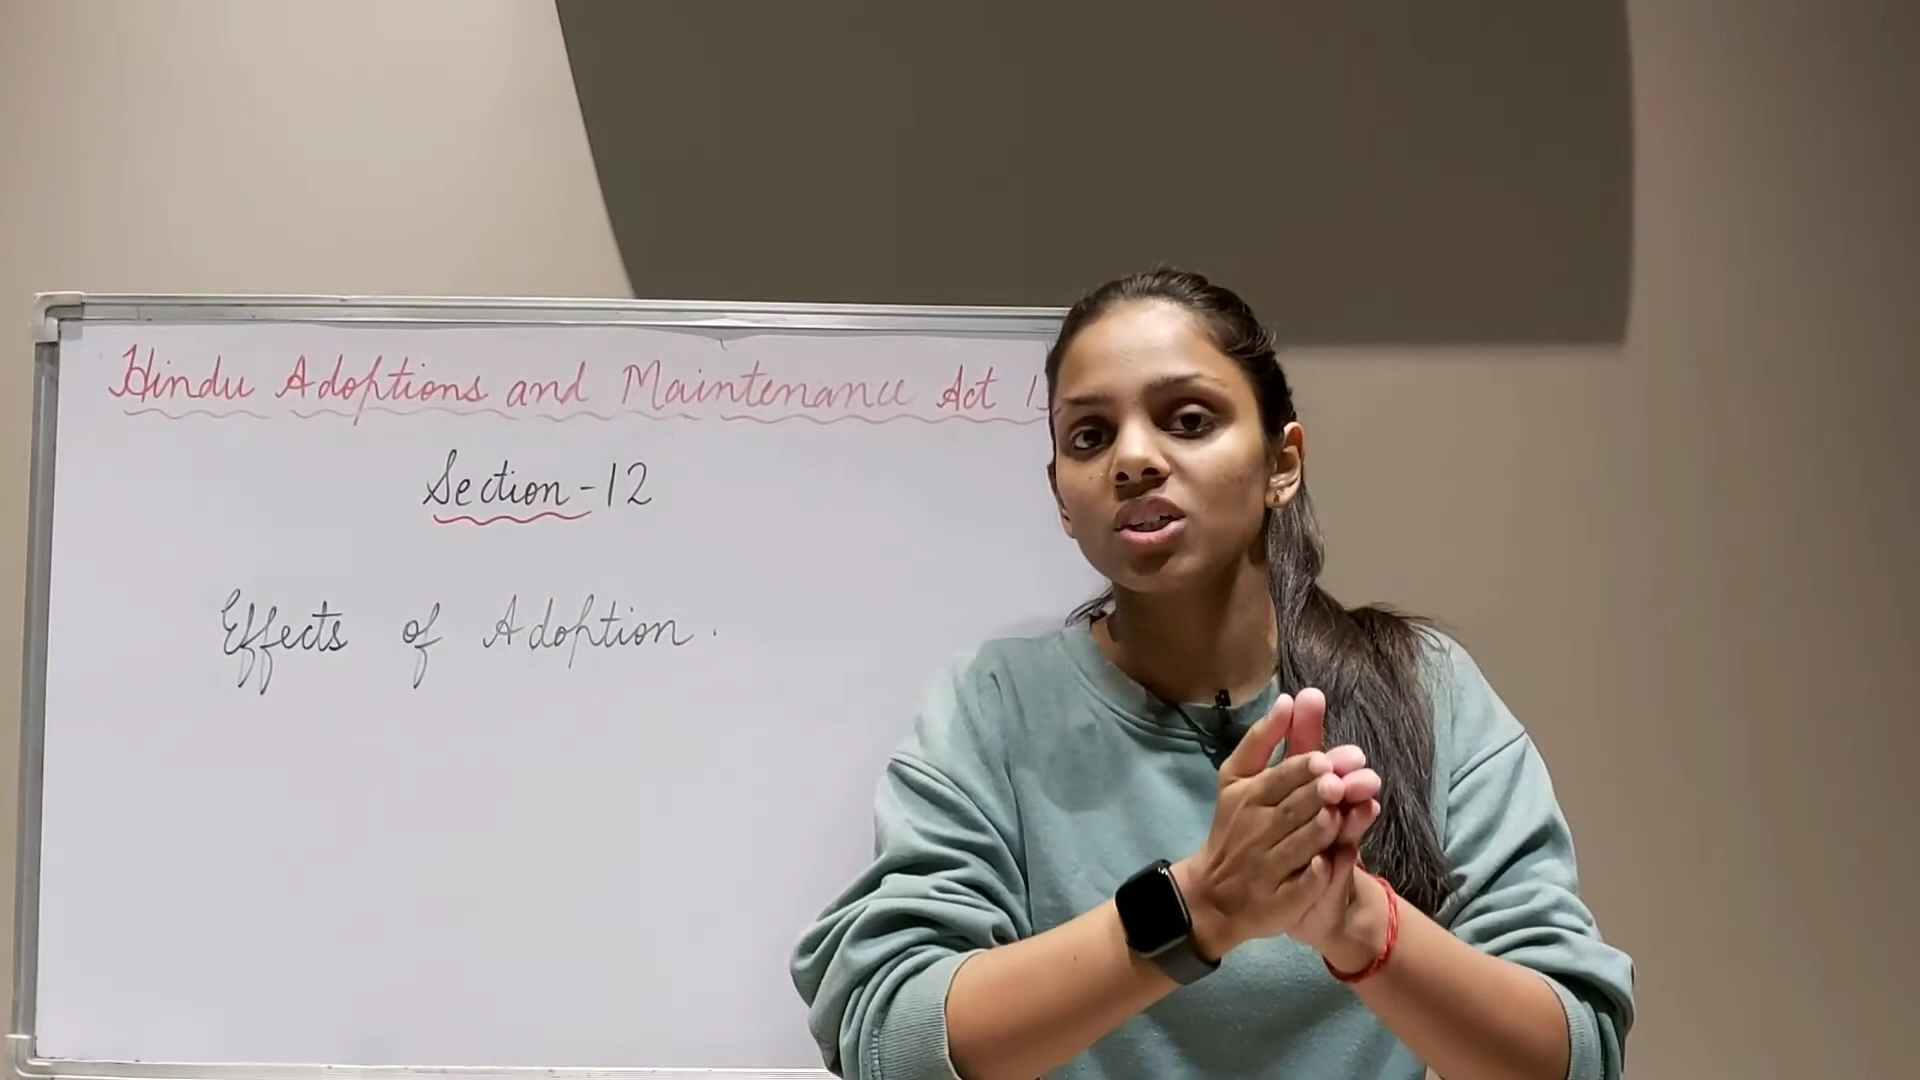 Hindu Adoptions and Maintenance Act
Section - 12
Effects of Adoption.